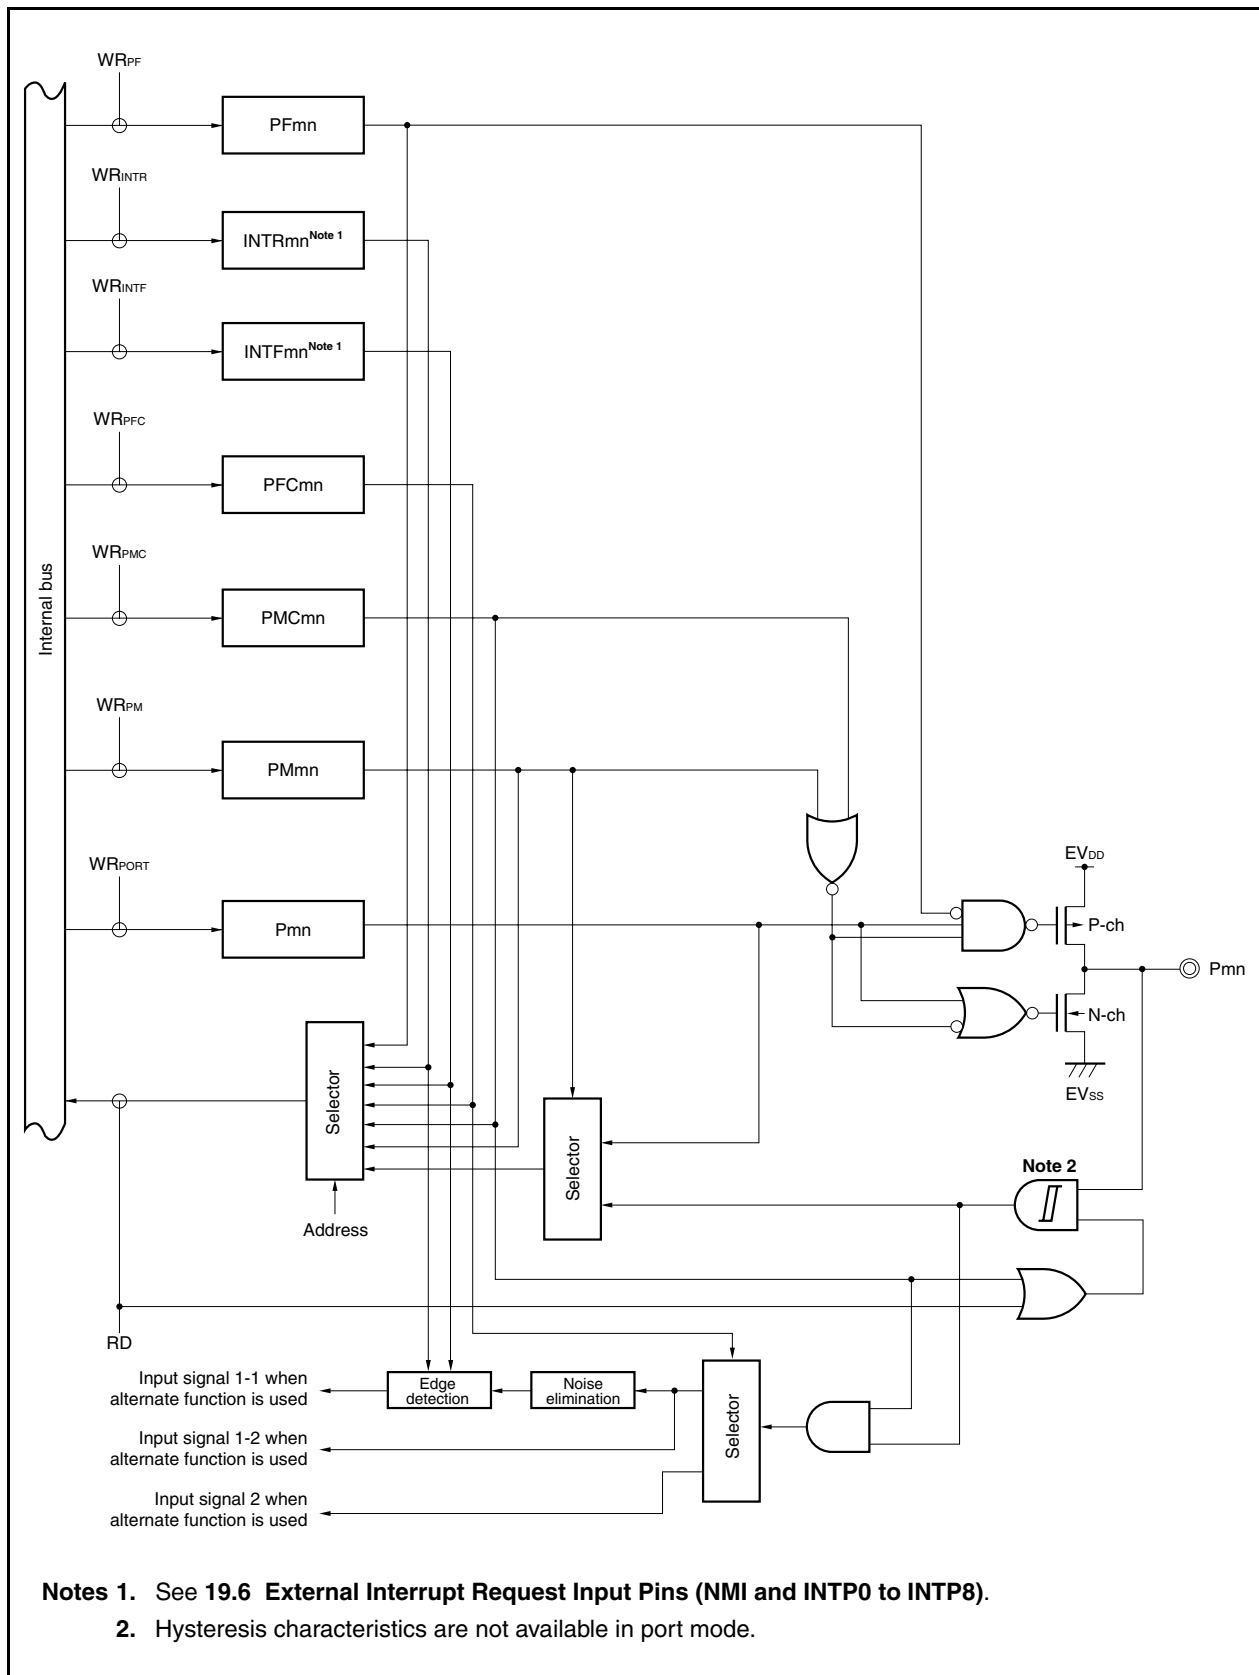 WRPF
PFmn
WRINTR
INTRmn Note 1
WRINTF
INTFmn Note 1
WRPFC
PFCmn
WRPMC
PMCmn
Internal bus
WRPM
PMmn
WRPORT
Pmn
EVDD
P-ch
Pmn
N-ch
EVSS
Selector
Selector
Note 2
Address
RD
Input signal 1-1 when
alternate function is used
Edge
detection
Noise
elimination
Selector
Input signal 1-2 when
alternate function is used
Input signal 2 when
alternate function is used
Notes 1. See 19.6 External Interrupt Request Input Pins (NMI and INTP0 to INTP8).
2. Hysteresis characteristics are not available in port mode.